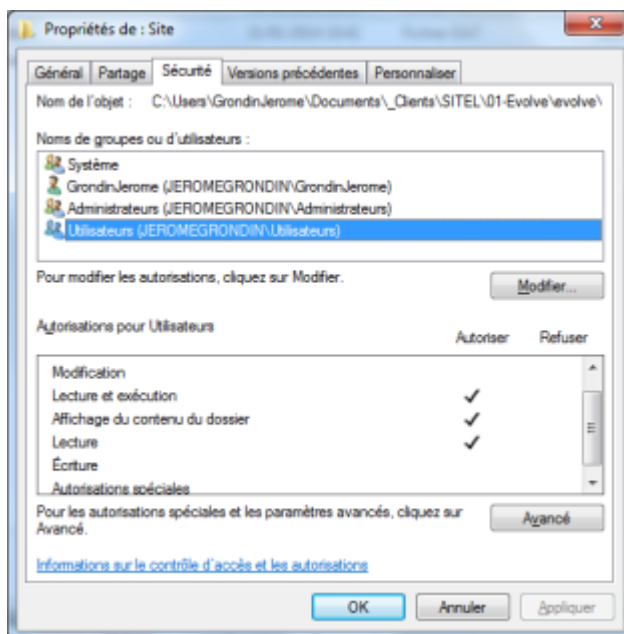 Propriétés de : Site
Général Partage Sécurité Versions précédentes Personnaliser
Nom de l'objet : C:\Users\GrondinJerome\Documents\_Clients\SITEL\01-Evolve\evolve\
Noms de groupes ou d'utilisateurs :
Système
GrondinJerome (JEROMEGRONDIN\GrondinJerome)
Administrateurs (JEROMEGRONDIN\Administrateurs)
Utilisateurs (JEROMEGRONDIN\Utilisateurs)
Pour modifier les autorisations, cliquez sur Modifier.
Modifier...
Autorisations pour Utilisateurs Autoriser Refuser
Modification
Lecture et exécution
Affichage du contenu du dossier
Lecture
Écriture
Autorisations spéciales
Pour les autorisations spéciales et les paramètres avancés, cliquez sur
Avancé.
Avancé
Informations sur le contrôle d'accès et les autorisations
OK Annuler Appliquer